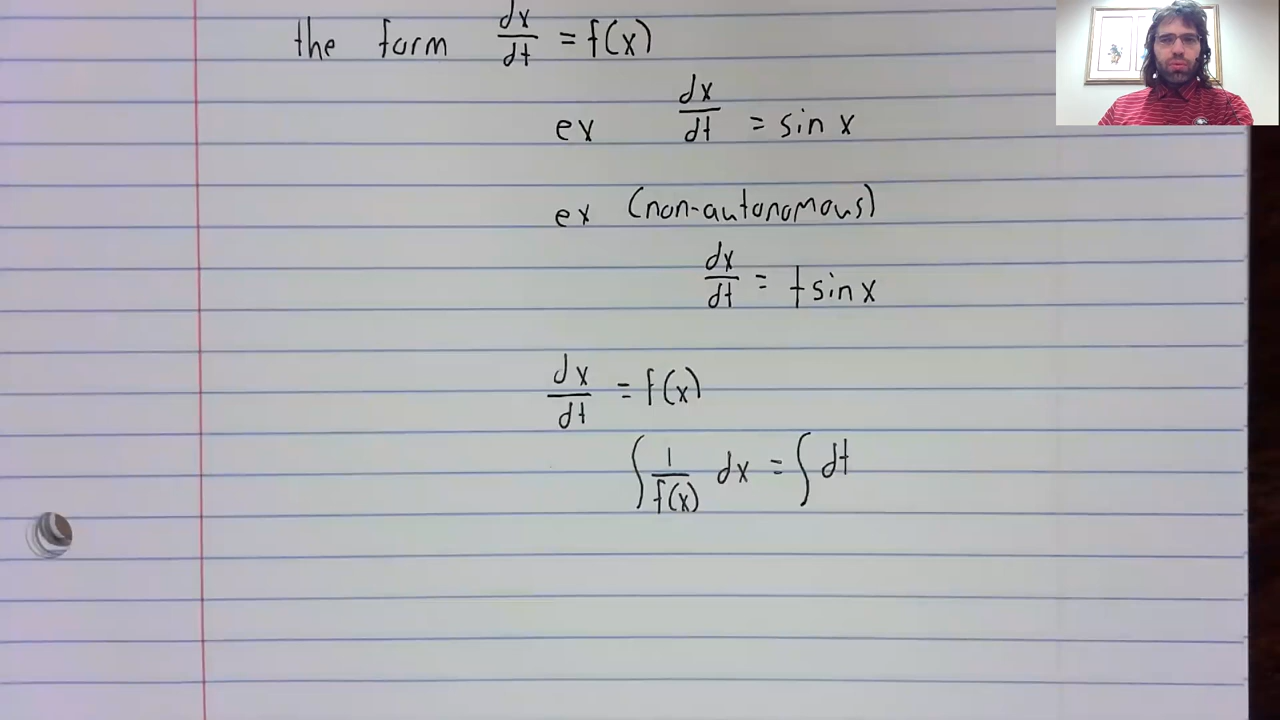 the form dx/dt = f(x)
ex dx/dt = sin x
ex (non-autonomous)
dx/dt = t sin x
dx/dt = f(x)
∫ 1/f(x) dx = ∫ dt